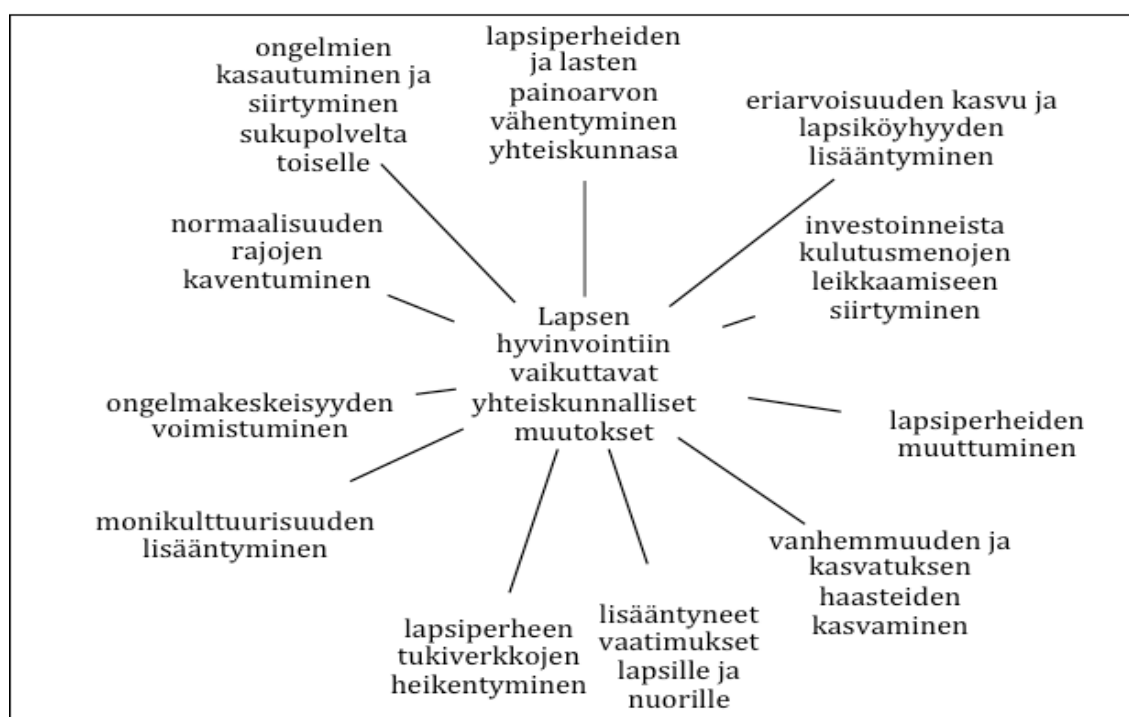 ongelmien
kasautuminen ja
siirtyminen
sukupolvelta
toiselle
lapsiperheiden
ja lasten
painoarvon
vähentyminen
yhteiskunnasa
eriarvoisuuden kasvu ja
lapsiköyhyyden
lisääntyminen
normaalisuuden
rajojen
kaventuminen
investoinneista
kulutusmenojen
leikkaamiseen
siirtyminen
Lapsen
hyvinvointiin
vaikuttavat
yhteiskunnalliset
muutokset
ongelmakeskeisyyden
voimistuminen
lapsiperheiden
muuttuminen
monikulttuurisuuden
lisääntyminen
vanhemmuuden ja
kasvatuksen
haasteiden
kasvaminen
lapsiperheen
tukiverkkojen
heikentyminen
lisääntyneet
vaatimukset
lapsille ja
nuorille